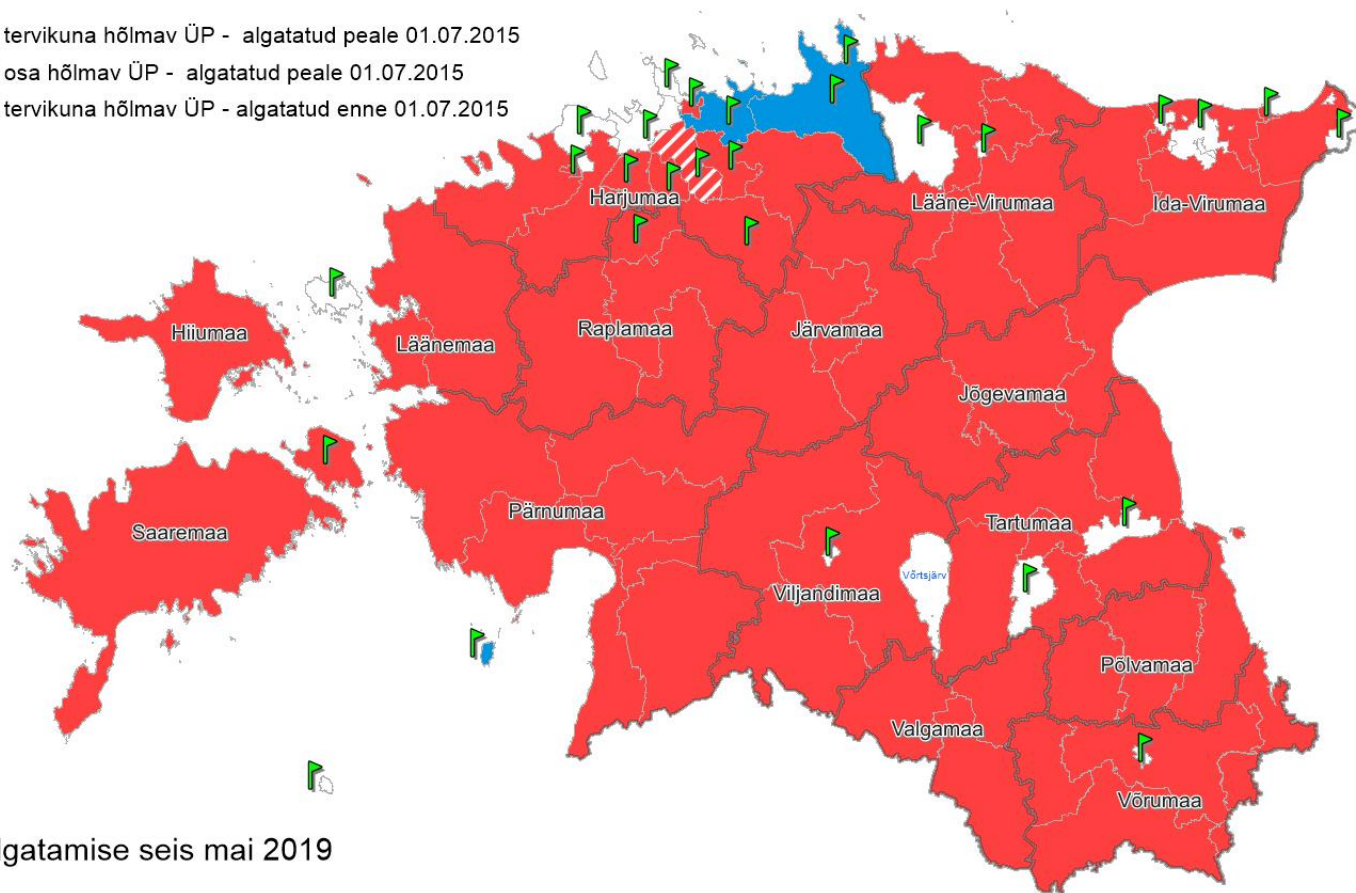 tervikuna hõlmav ÜP - algatatud peale 01.07.2015
osa hõlmav ÜP - algatatud peale 01.07.2015
tervikuna hõlmav ÜP - algatatud enne 01.07.2015
Harjumaa
Lääne-Virumaa
Ida-Virumaa
Hiiumaa
Läänemaa
Raplamaa
Järvamaa
Jõgevamaa
Saaremaa
Pärnumaa
Tartumaa
Võrtsjärv
Viljandimaa
Põlvamaa
Valgamaa
Võrumaa
lgatamise seis mai 2019